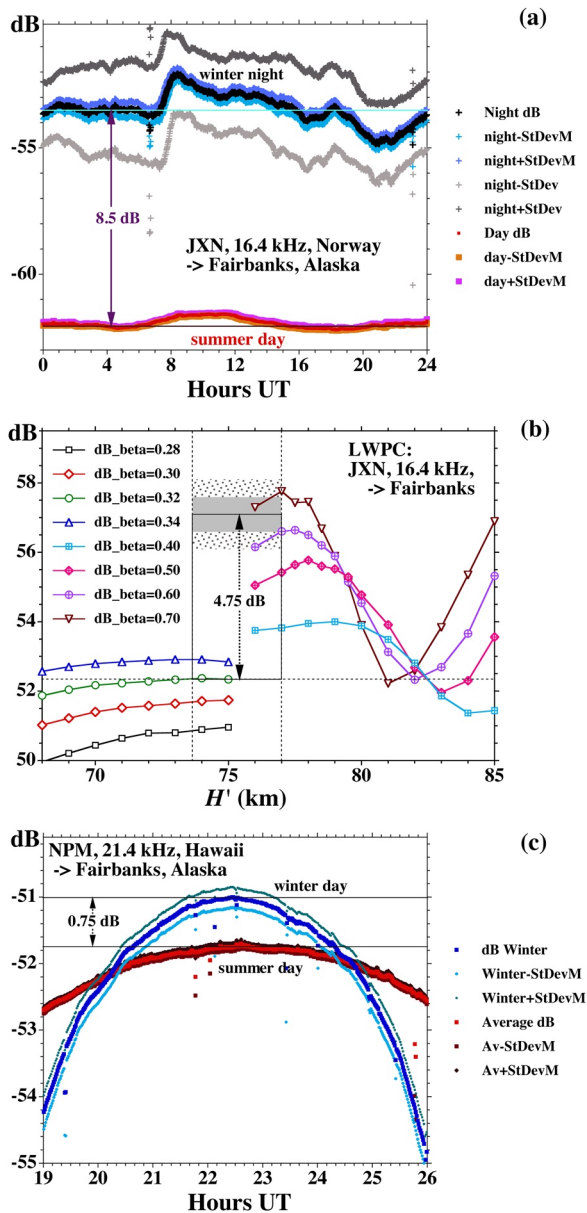 dB
(a)
winter night
-55
8.5 dB
-60
JXN, 16.4 kHz, Norway
-> Fairbanks, Alaska
summer day
0 4 8 12 16 20 24
Hours UT
Night dB
night-StDevM
night+StDevM
night-StDev
night+StDev
Day dB
day-StDevM
day+StDevM
dB
(b)
58
56
54
52
50
dB_beta=0.28
dB_beta=0.30
dB_beta=0.32
dB_beta=0.34
dB_beta=0.40
dB_beta=0.50
dB_beta=0.60
dB_beta=0.70
LWPC:
JXN, 16.4 kHz,
-> Fairbanks
4.75 dB
70 75 80 85
H' (km)
dB
(c)
NPM, 21.4 kHz, Hawaii
-> Fairbanks, Alaska
winter day
-51
0.75 dB
-52
summer day
-53
-54
-55
19 20 21 22 23 24 25 26
Hours UT
dB Winter
Winter-StDevM
Winter+StDevM
Average dB
Av-StDevM
Av+StDevM